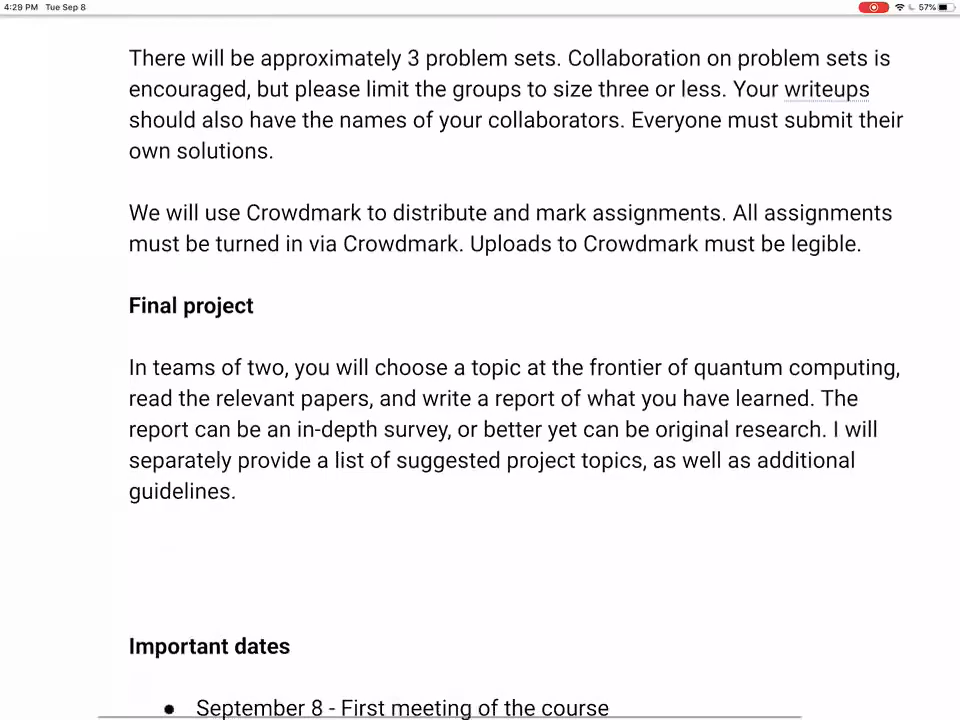 4:29 PM Tue Sep 8
57%
There will be approximately 3 problem sets. Collaboration on problem sets is
encouraged, but please limit the groups to size three or less. Your writeups
should also have the names of your collaborators. Everyone must submit their
own solutions.
We will use Crowdmark to distribute and mark assignments. All assignments
must be turned in via Crowdmark. Uploads to Crowdmark must be legible.
Final project
In teams of two, you will choose a topic at the frontier of quantum computing,
read the relevant papers, and write a report of what you have learned. The
report can be an in-depth survey, or better yet can be original research. I will
separately provide a list of suggested project topics, as well as additional
guidelines.
Important dates
● September 8 - First meeting of the course